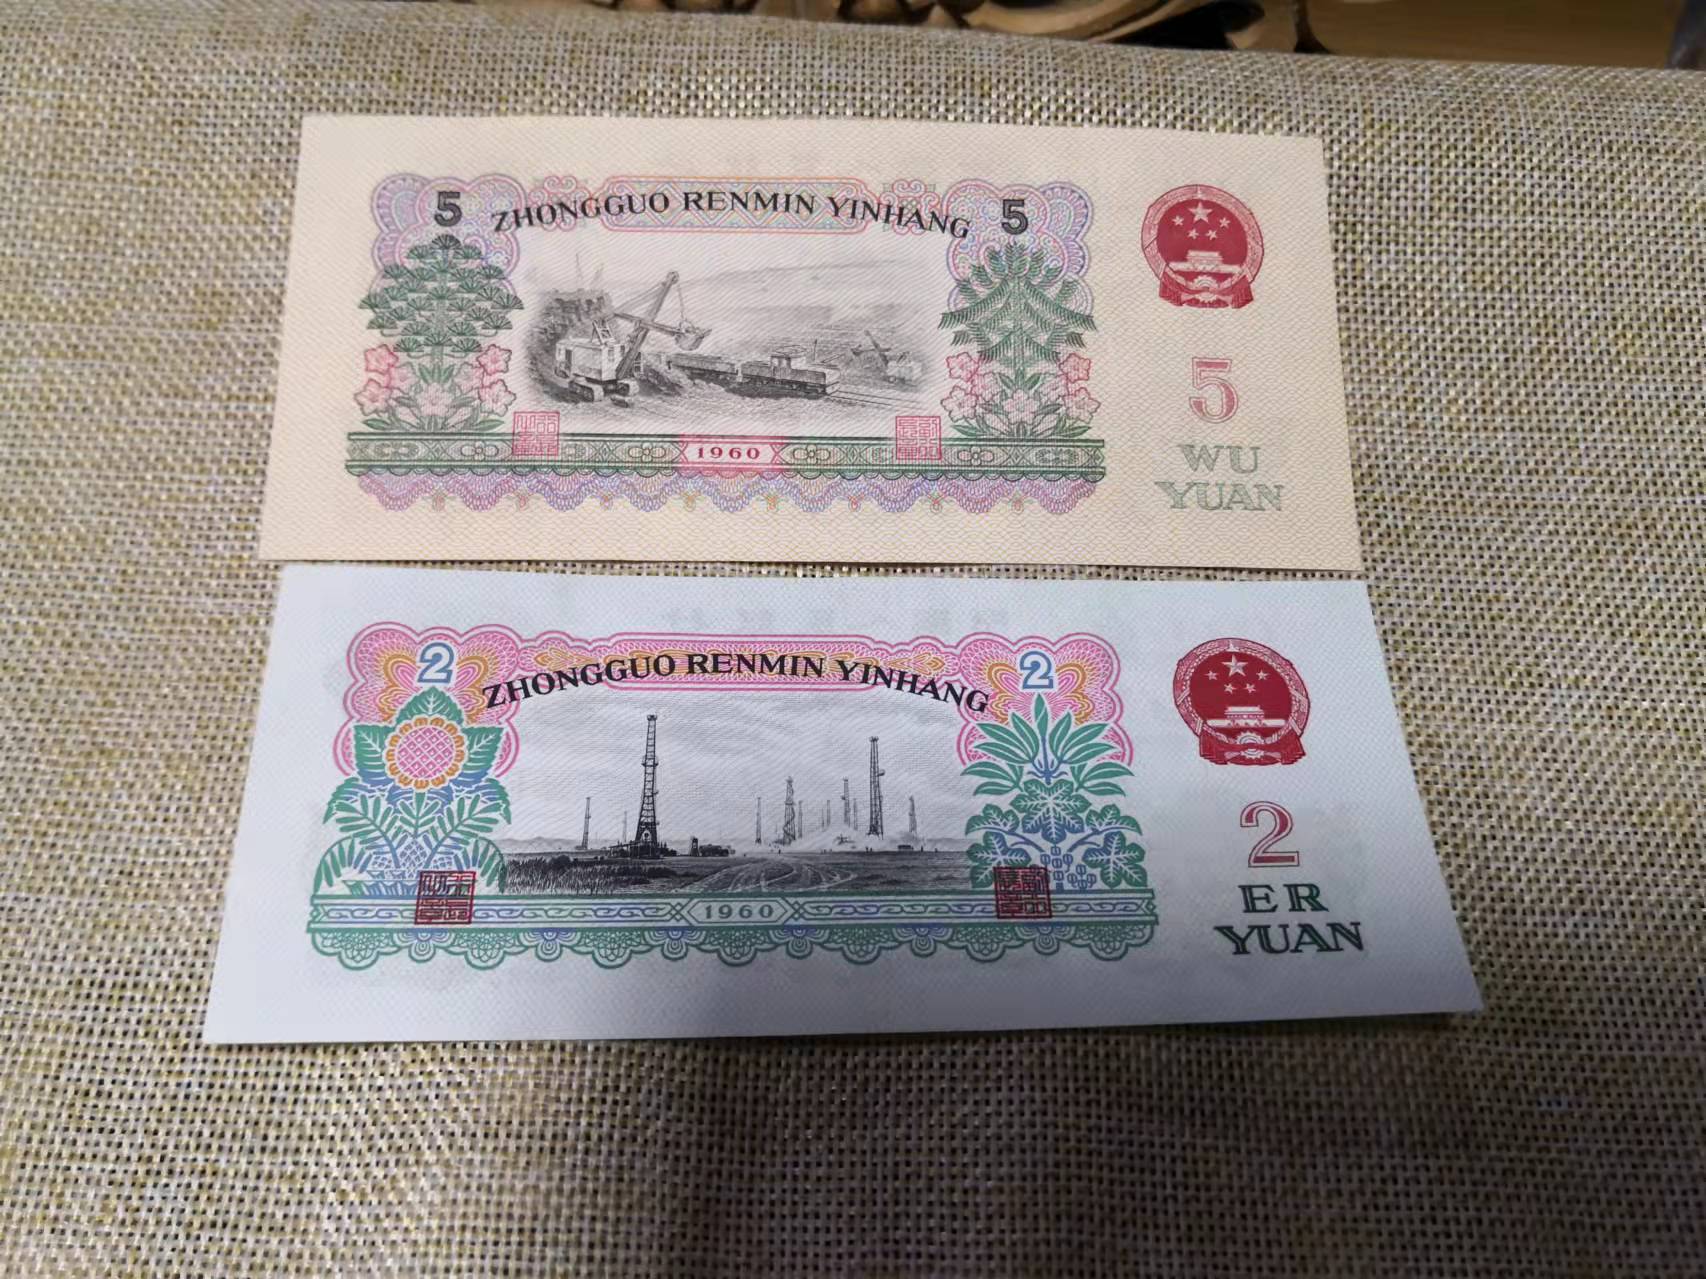 5 ZHONGGUO RENMIN YINHANG 5
1960
5
WU
YUAN
2 ZHONGGUO RENMIN YINHANG 2
1960
2
ER
YUAN